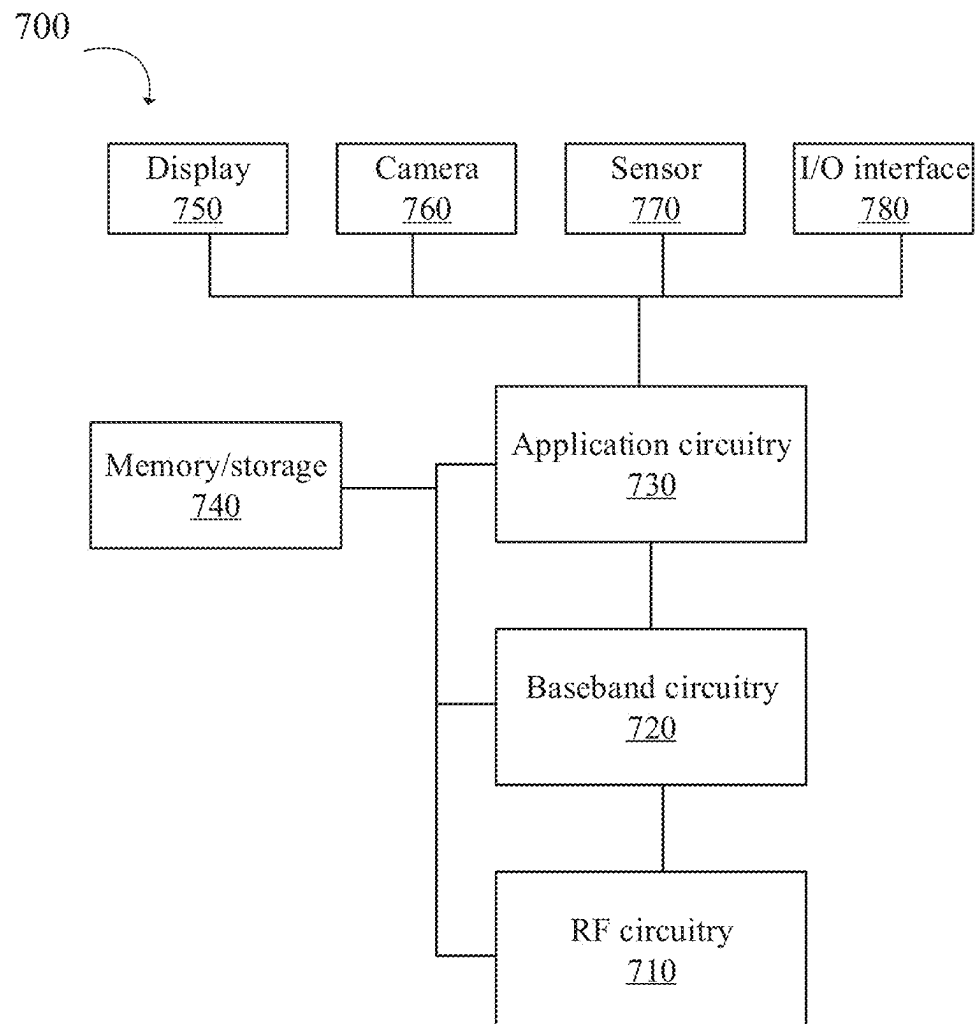 700
Display
750
Camera
760
Sensor
770
I/O interface
780
Application circuitry
730
Memory/storage
740
Baseband circuitry
720
RF circuitry
710